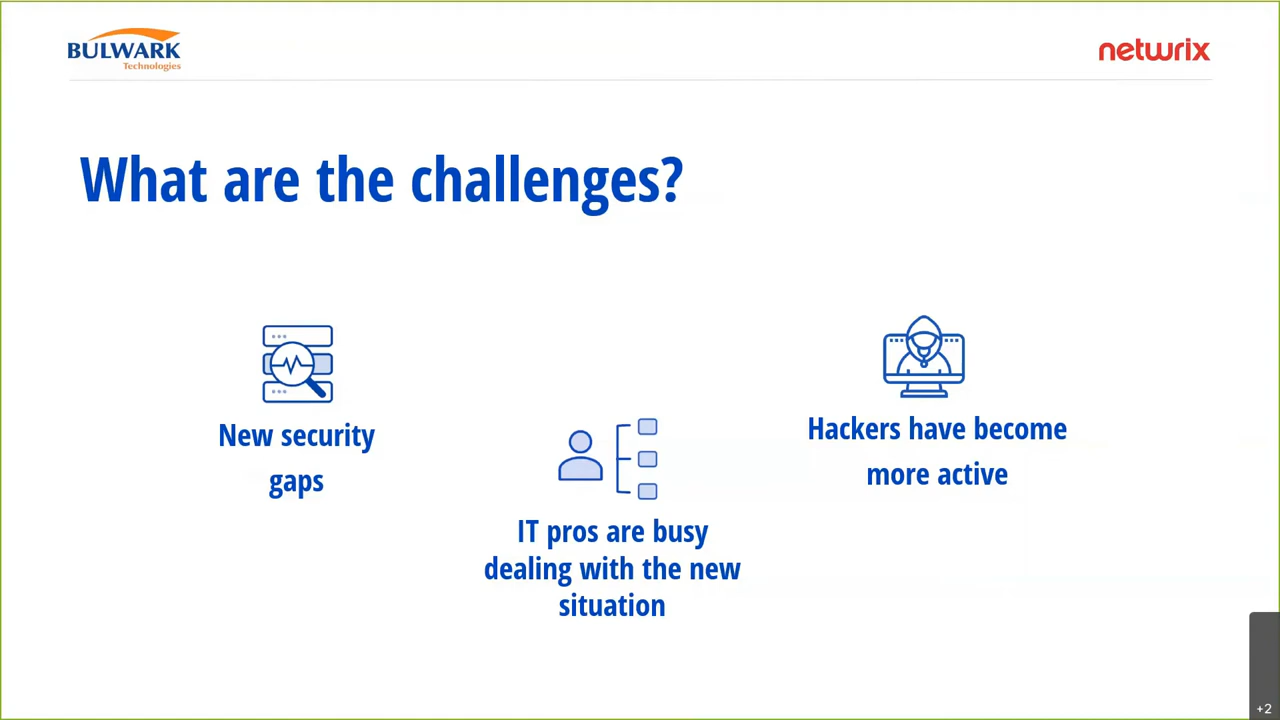 BULWARK
Technologies
netwrix
What are the challenges?
New security
gaps
IT pros are busy
dealing with the new
situation
Hackers have become
more active
+2